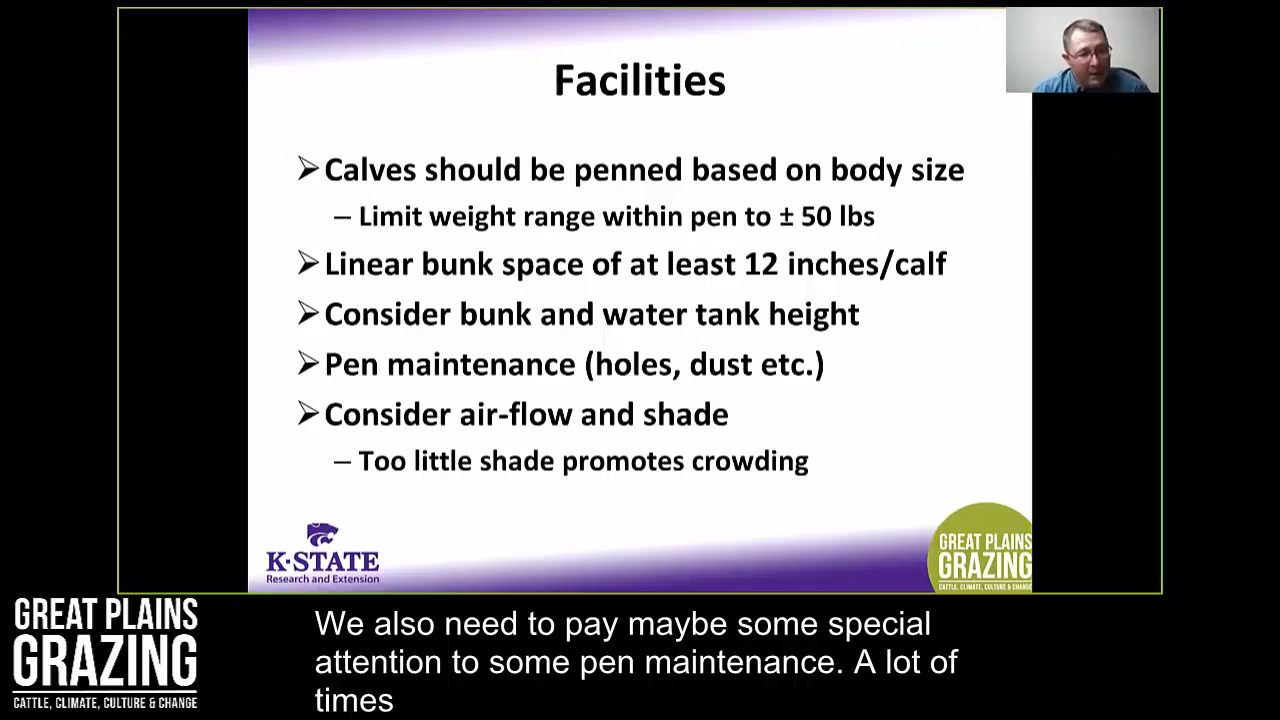 Facilities
➢Calves should be penned based on body size
– Limit weight range within pen to ± 50 lbs
➢Linear bunk space of at least 12 inches/calf
➢Consider bunk and water tank height
➢Pen maintenance (holes, dust etc.)
➢Consider air-flow and shade
– Too little shade promotes crowding
K-STATE
Research and Extension
GREAT PLAINS
GRAZING
CATTLE, CLIMATE, CULTURE & CHANGE
GREAT PLAINS
GRAZING
CATTLE, CLIMATE, CULTURE & CHANGE
We also need to pay maybe some special
attention to some pen maintenance. A lot of
times